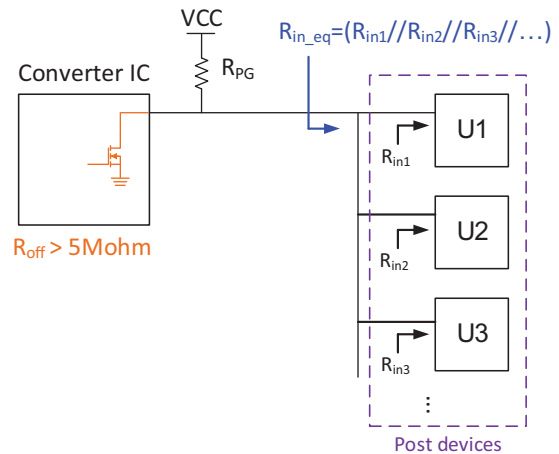 VCC
R_in_eq=(R_in1//R_in2//R_in3//...)
Converter IC
R_PG
U1
R_in1
R_off > 5Mohm
U2
R_in2
U3
R_in3
...
Post devices